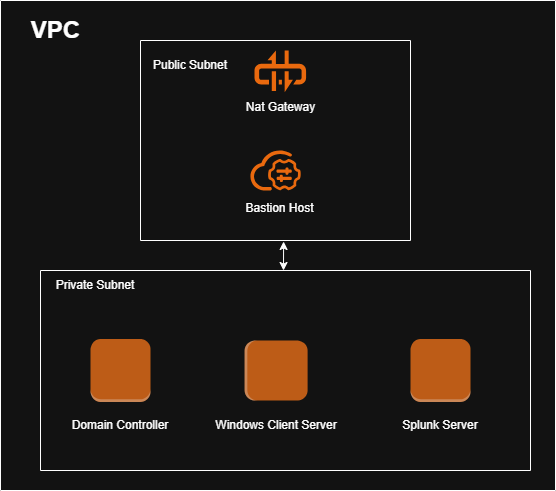 VPC
Public Subnet
Nat Gateway
Bastion Host
Private Subnet
Domain Controller
Windows Client Server
Splunk Server